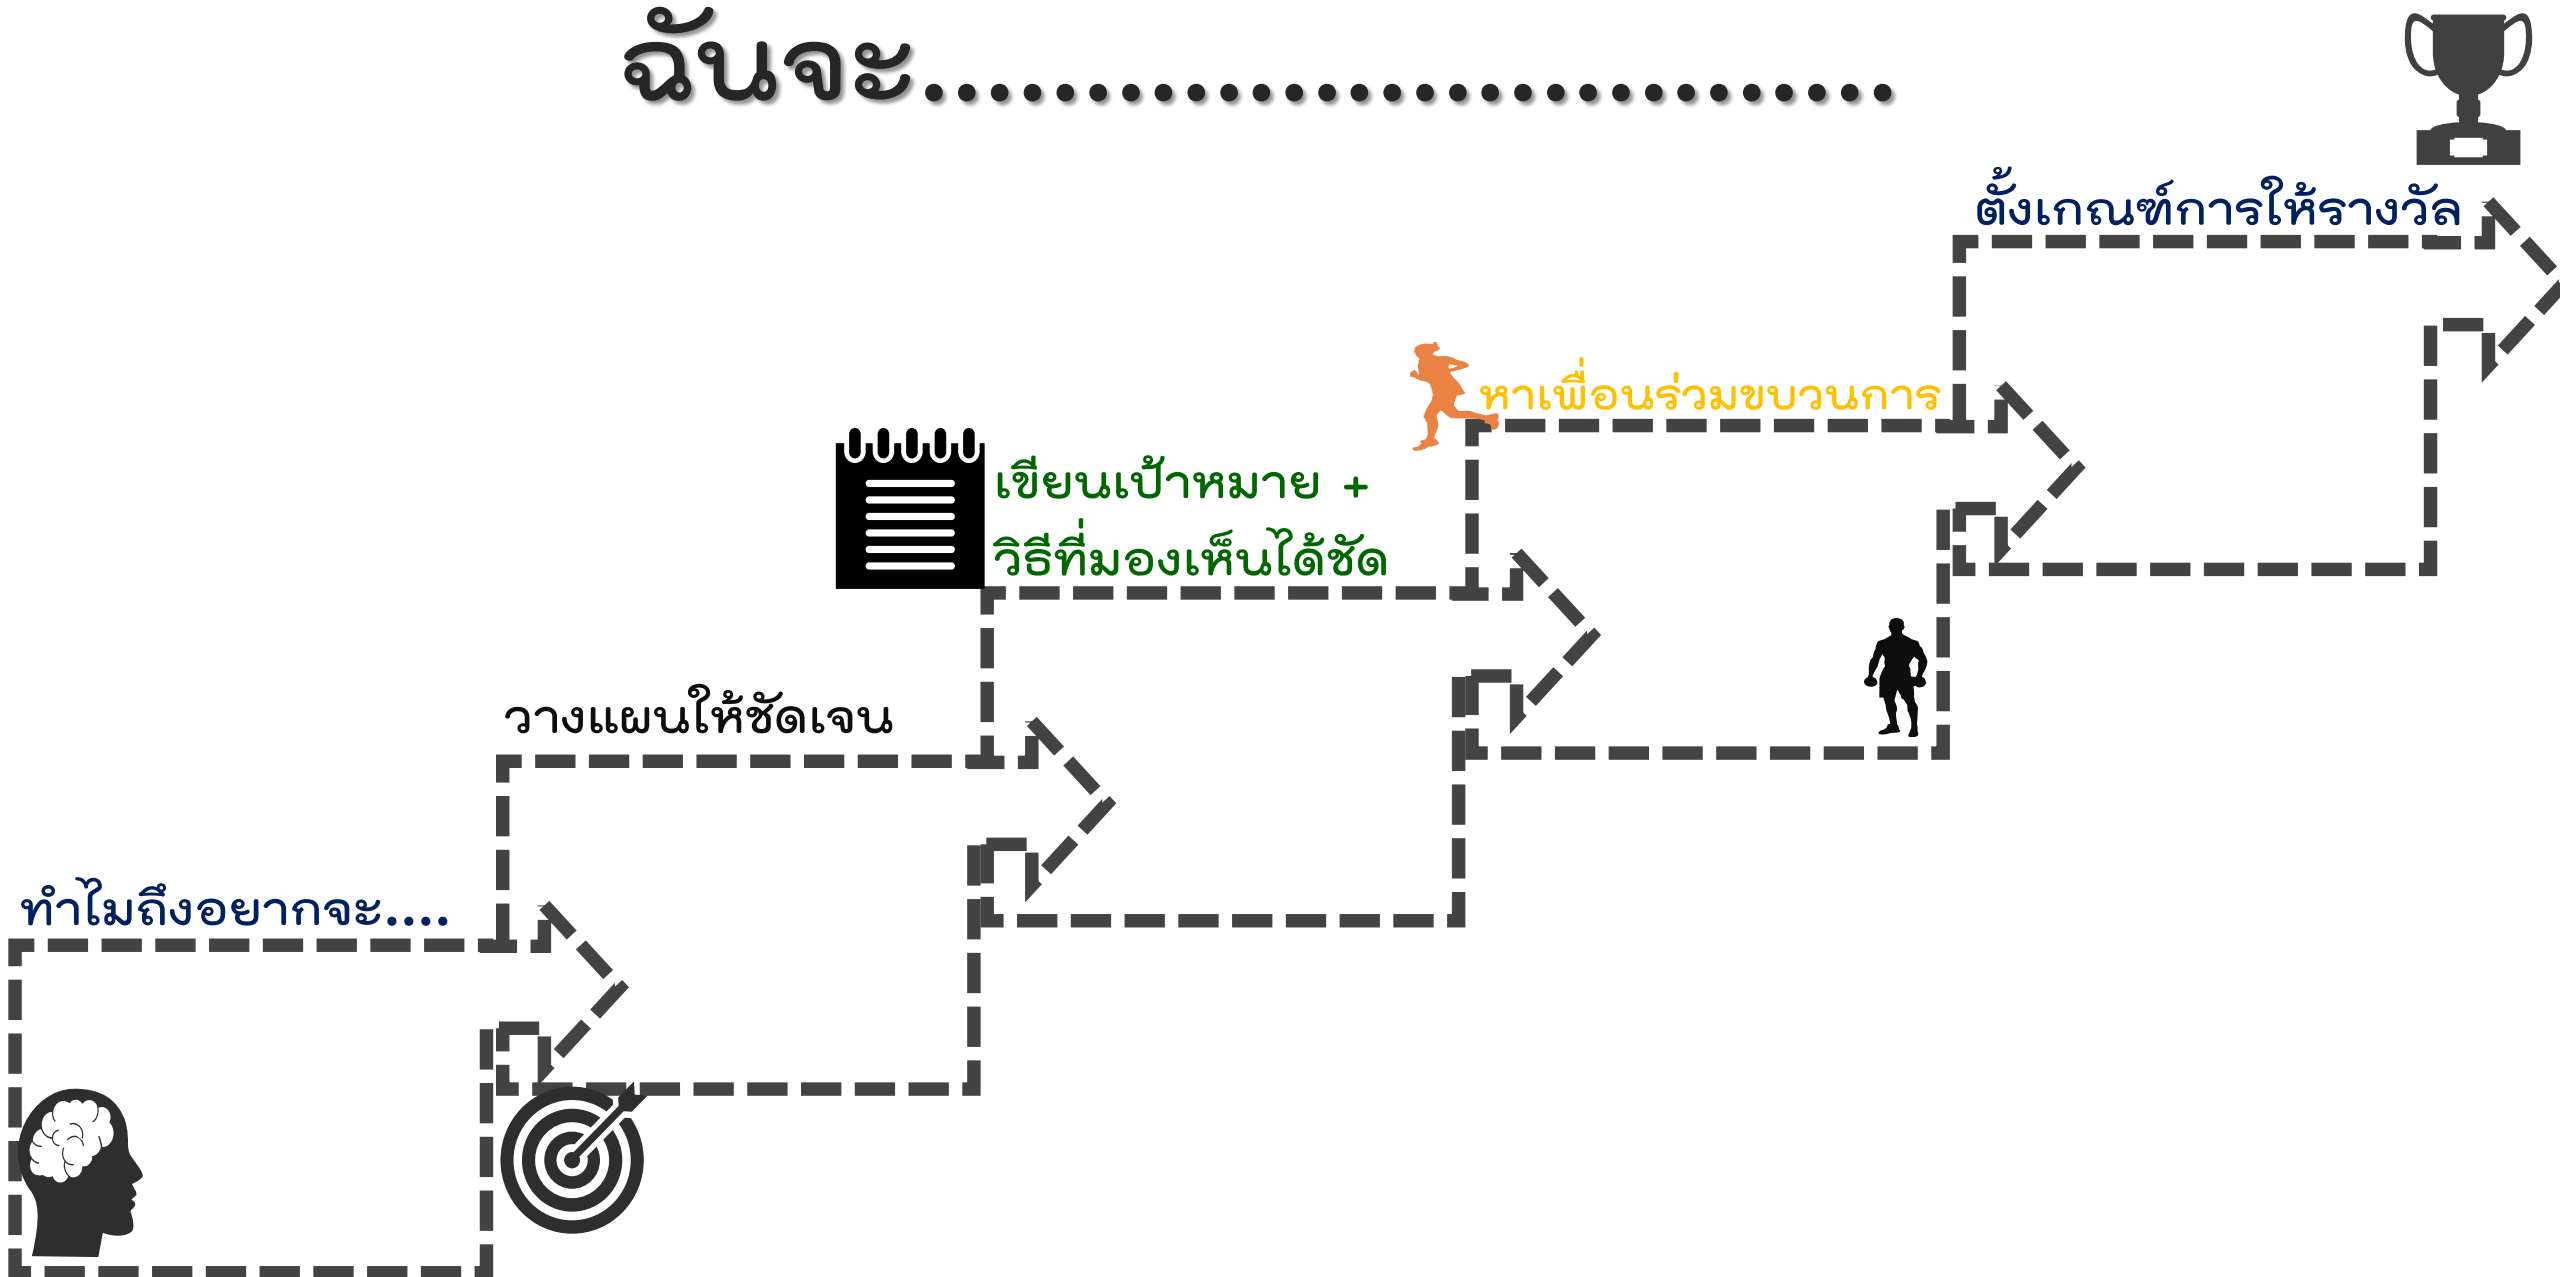 ฉันจะ..............................
ทำไมถึงอยากจะ....
วางแผนให้ชัดเจน
เขียนเป้าหมาย +
วิธีที่มองเห็นได้ชัด
หาเพื่อนร่วมขบวนการ
ตั้งเกณฑ์การให้รางวัล